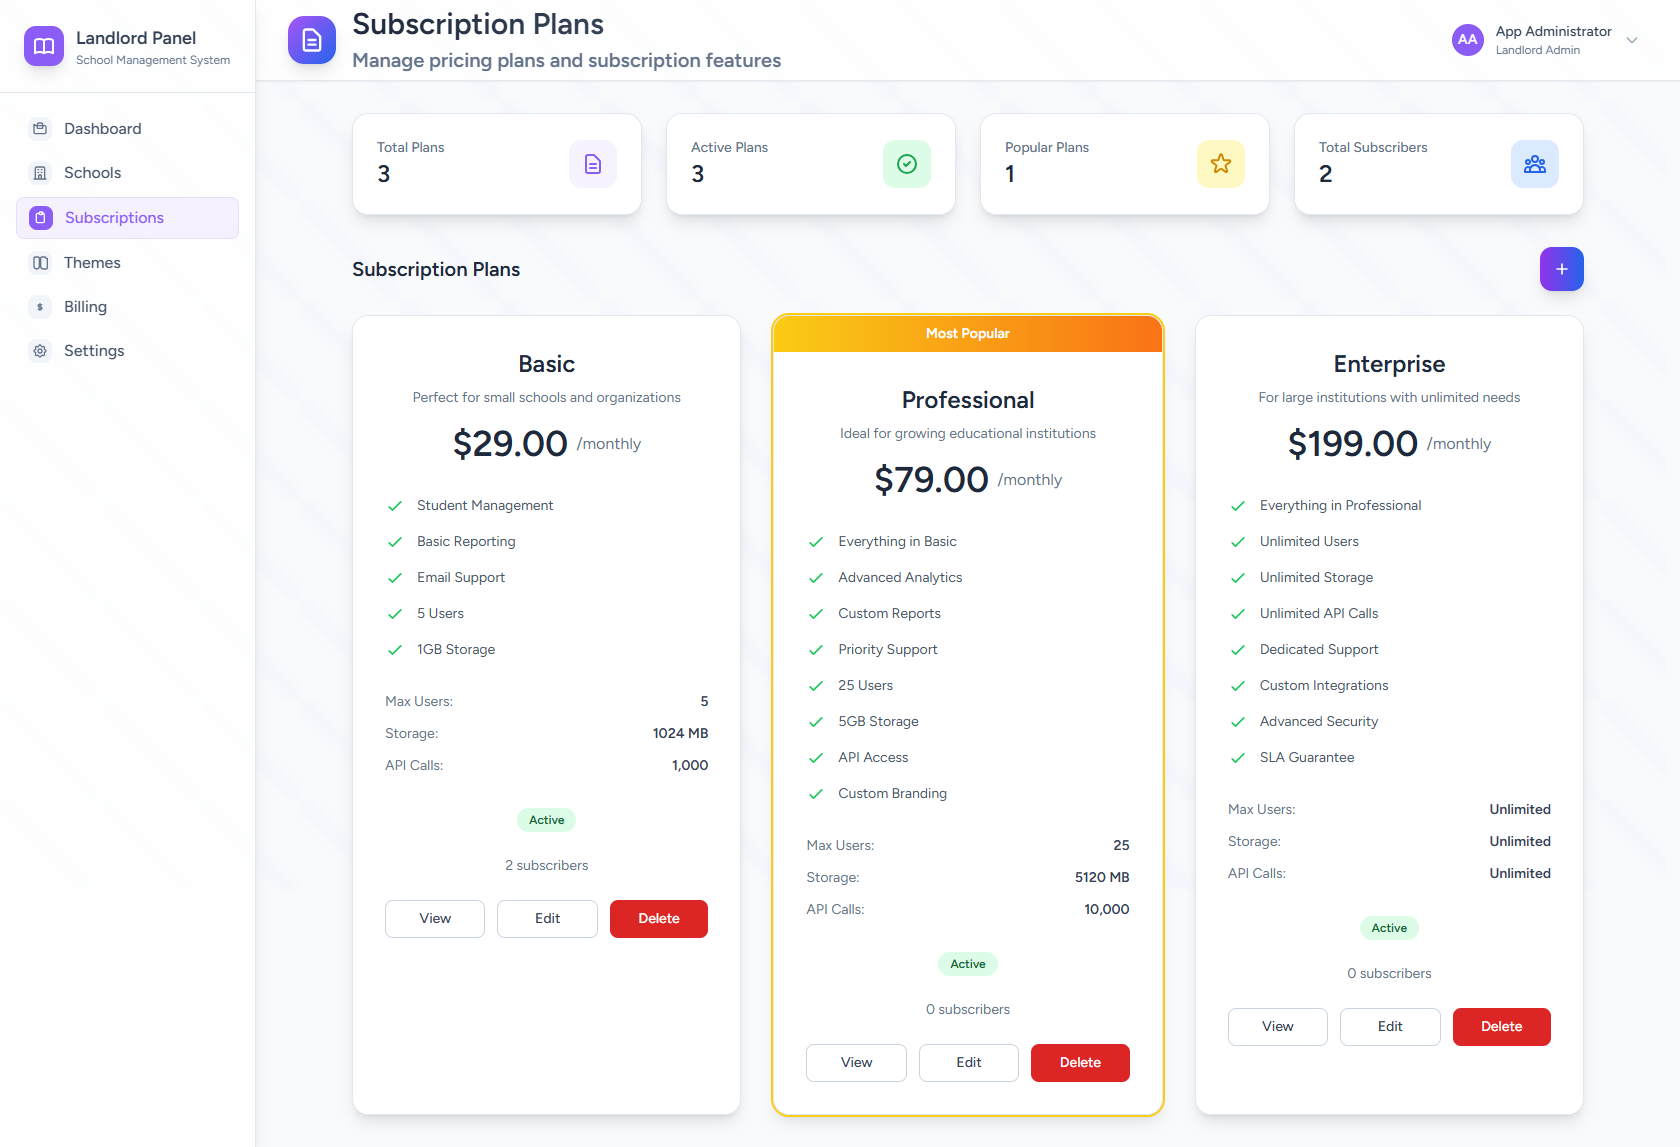 Landlord Panel
School Management System
Dashboard
Schools
Subscriptions
Themes
$ Billing
Settings
Subscription Plans
Manage pricing plans and subscription features
AA
App Administrator
Landlord Admin
Total Plans
3
Active Plans
3
Popular Plans
1
Total Subscribers
2
Subscription Plans
+
Basic
Perfect for small schools and organizations
$29.00 /monthly
Student Management
Basic Reporting
Email Support
5 Users
1GB Storage
Max Users: 5
Storage: 1024 MB
API Calls: 1,000
Active
2 subscribers
View Edit Delete
Most Popular
Professional
Ideal for growing educational institutions
$79.00 /monthly
Everything in Basic
Advanced Analytics
Custom Reports
Priority Support
25 Users
5GB Storage
API Access
Custom Branding
Max Users: 25
Storage: 5120 MB
API Calls: 10,000
Active
0 subscribers
View Edit Delete
Enterprise
For large institutions with unlimited needs
$199.00 /monthly
Everything in Professional
Unlimited Users
Unlimited Storage
Unlimited API Calls
Dedicated Support
Custom Integrations
Advanced Security
SLA Guarantee
Max Users: Unlimited
Storage: Unlimited
API Calls: Unlimited
Active
0 subscribers
View Edit Delete